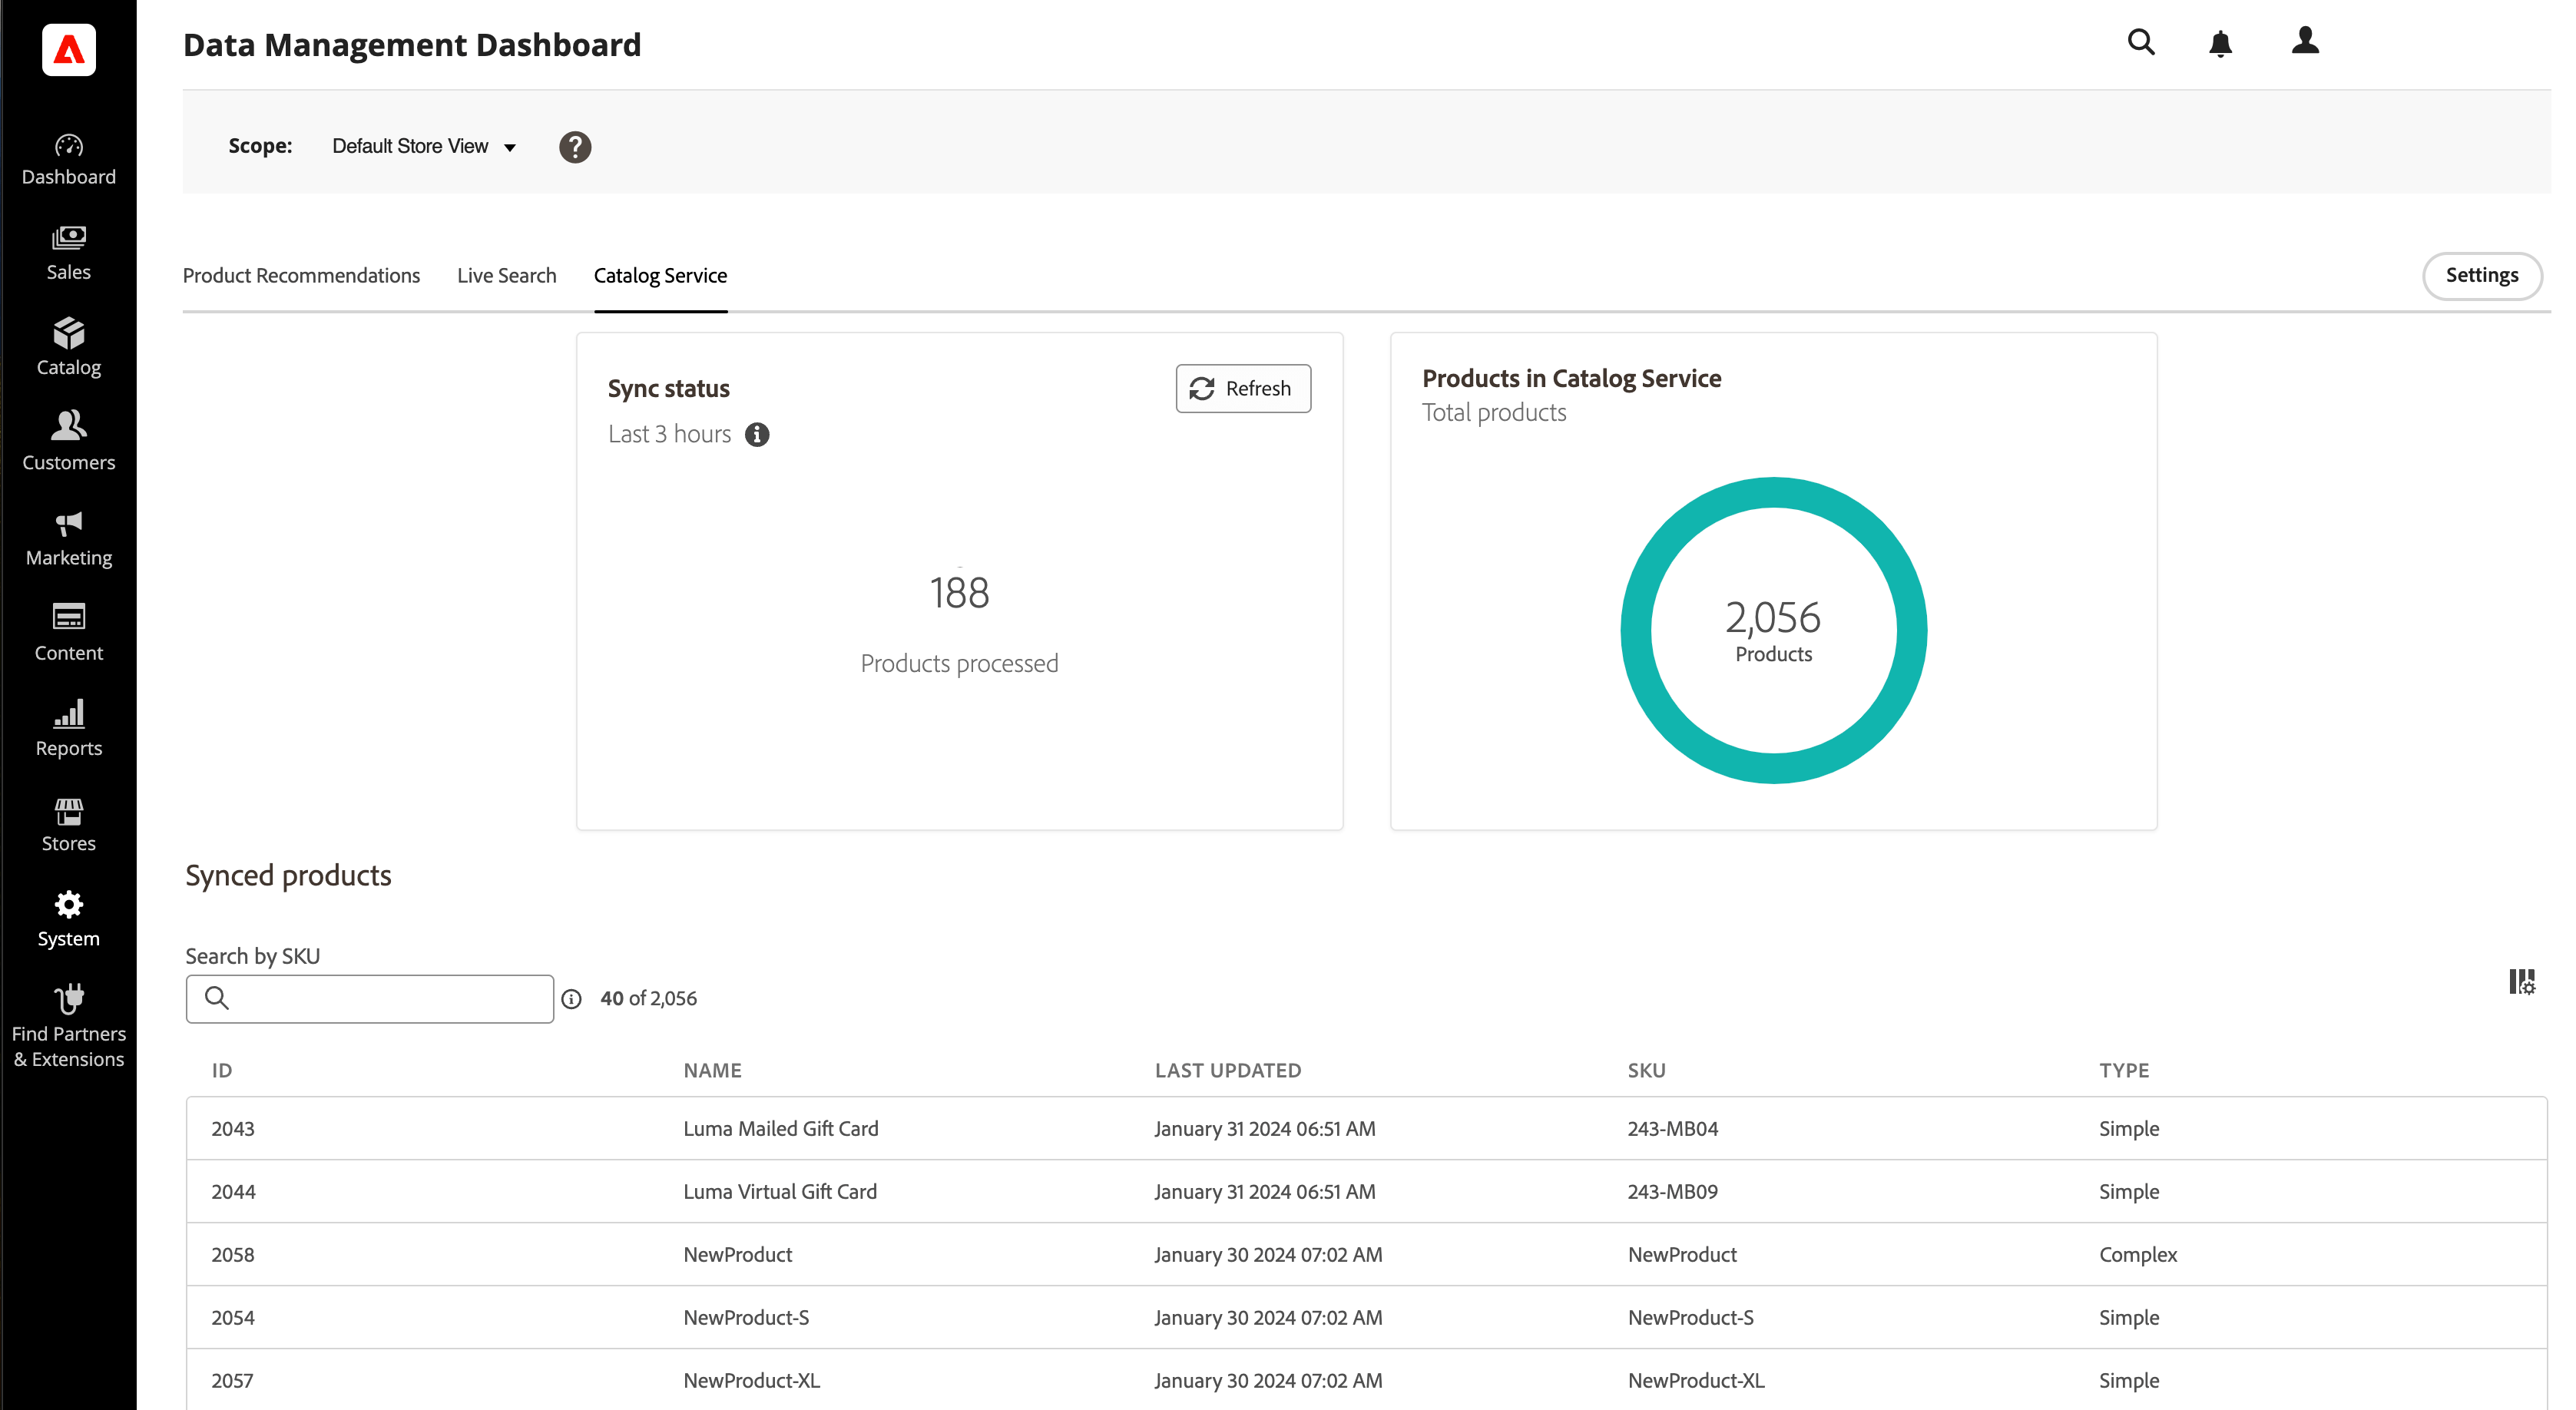 Data Management Dashboard
Scope: Default Store View ?
Dashboard
Sales
Catalog
Customers
Marketing
Content
Reports
Stores
System
Find Partners
& Extensions
Product Recommendations Live Search Catalog Service Settings
Sync status Refresh
Last 3 hours
188
Products processed
Products in Catalog Service
Total products
2,056
Products
Synced products
Search by SKU
40 of 2,056
ID NAME LAST UPDATED SKU TYPE
2043 Luma Mailed Gift Card January 31 2024 06:51 AM 243-MB04 Simple
2044 Luma Virtual Gift Card January 31 2024 06:51 AM 243-MB09 Simple
2058 NewProduct January 30 2024 07:02 AM NewProduct Complex
2054 NewProduct-S January 30 2024 07:02 AM NewProduct-S Simple
2057 NewProduct-XL January 30 2024 07:02 AM NewProduct-XL Simple